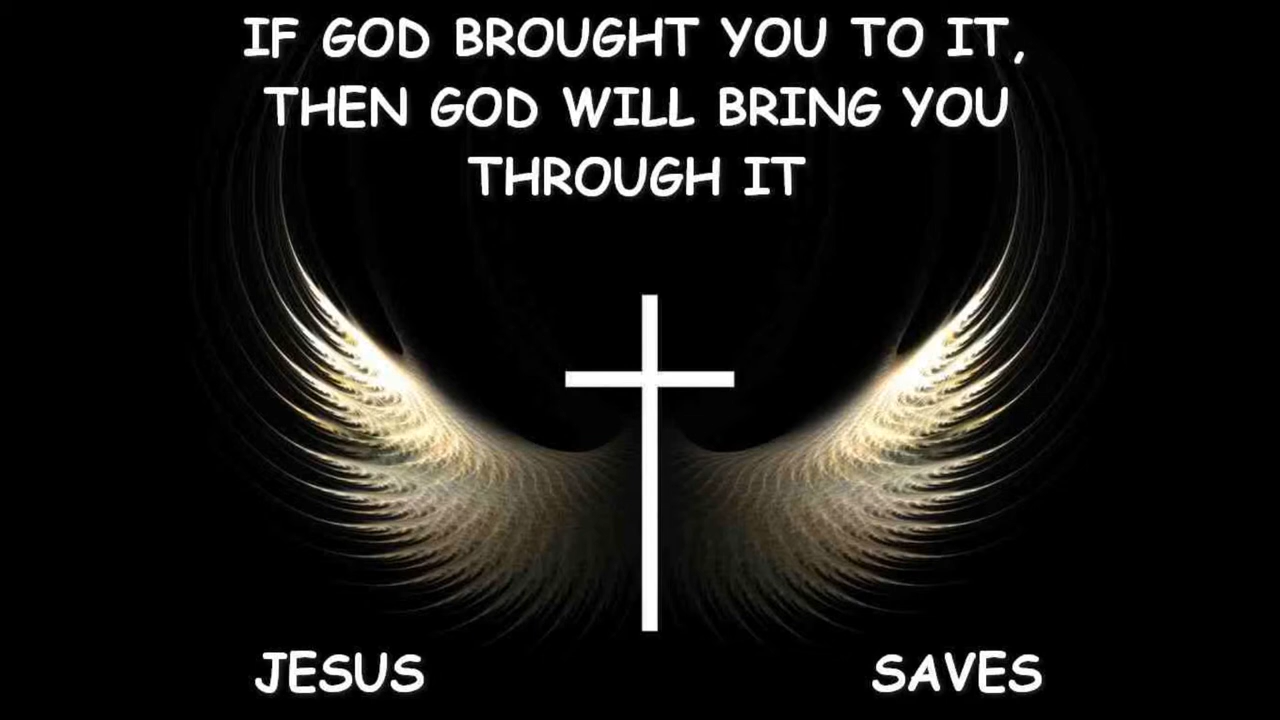 IF GOD BROUGHT YOU TO IT,
THEN GOD WILL BRING YOU
THROUGH IT
JESUS SAVES